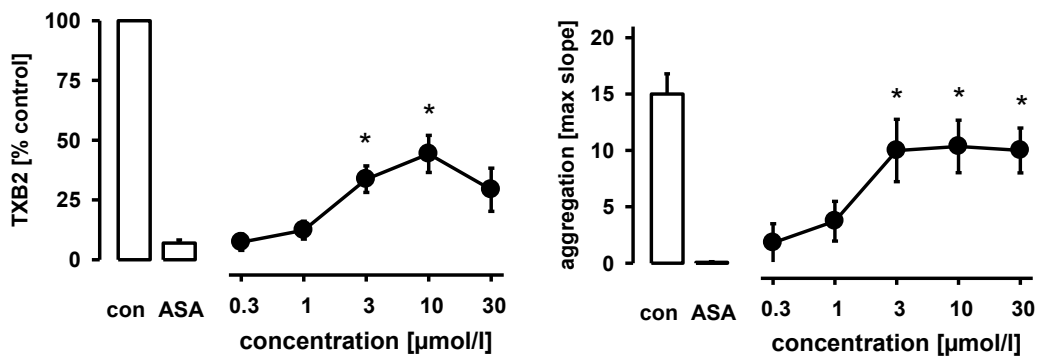 TXB2 [% control]
100
75
50
25
0
*
*
con ASA
0.3 1 3 10 30
concentration [µmol/l]
aggregation [max slope]
20
15
10
5
0
*
*
*
con ASA
0.3 1 3 10 30
concentration [µmol/l]